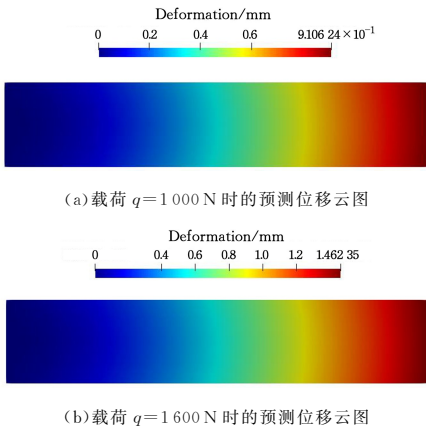 Deformation/mm
0 0.2 0.4 0.6 9.106 24×10⁻¹
(a)载荷 q=1 000 N 时的预测位移云图
Deformation/mm
0 0.4 0.6 0.8 1.0 1.2 1.462 35
(b)载荷 q=1 600 N 时的预测位移云图